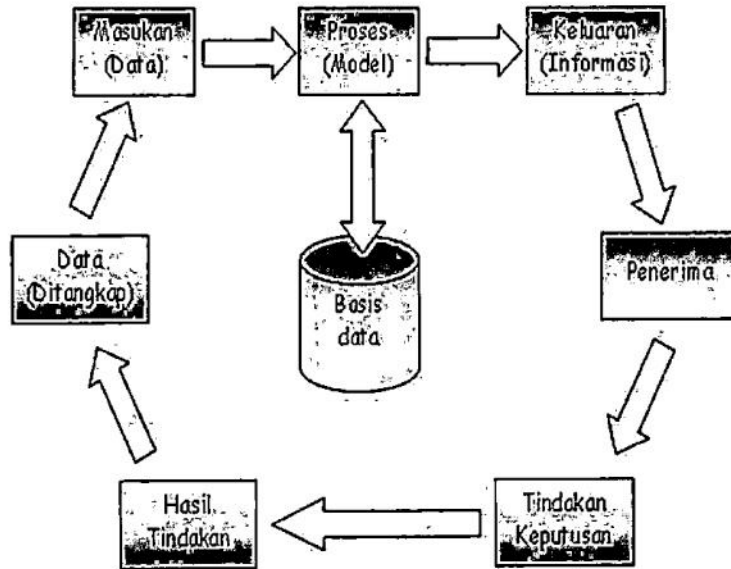 Masukan
(Data)
Proses
(Model)
Keluaran
(Informasi)
Data
(Ditangkap)
Basis
data
Penerima
Hasil
Tindakan
Tindakan
Keputusan